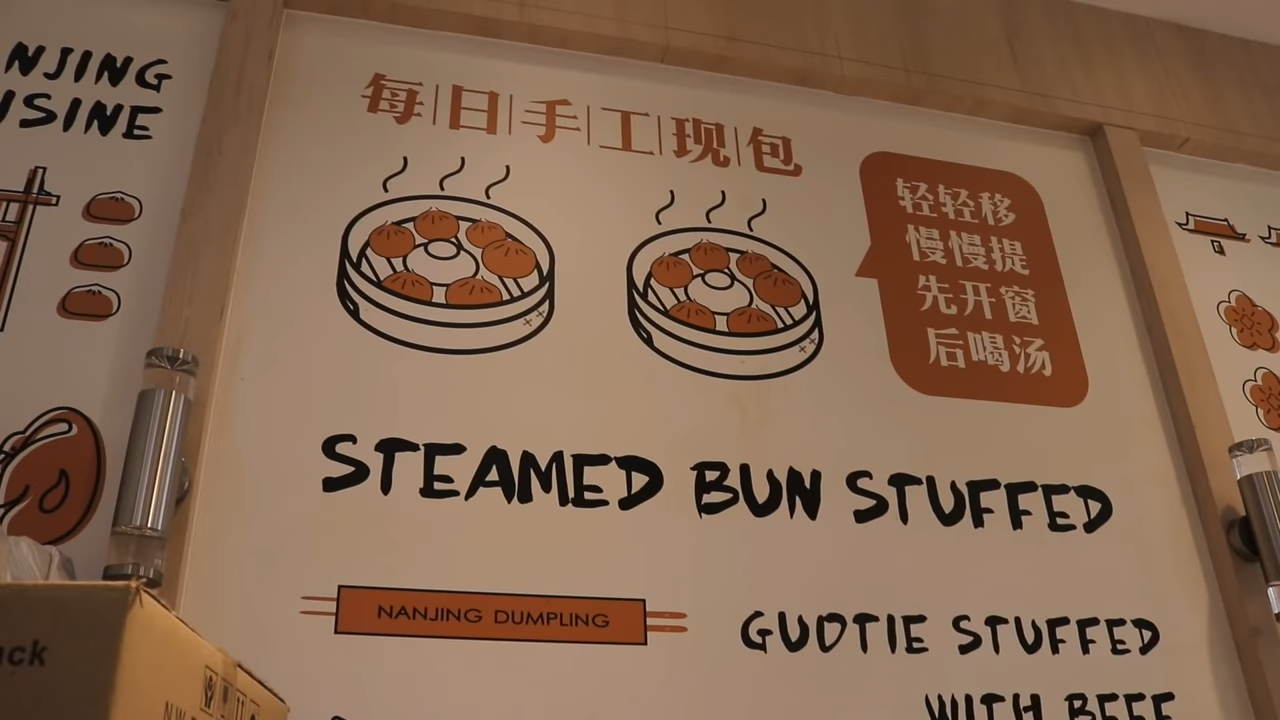 NJING
ISINE
每日手工现包
轻轻移
慢慢提
先开窗
后喝汤
STEAMED BUN STUFFED
NANJING DUMPLING
GUOTIE STUFFED
WITH BEEF
ack
N.W.